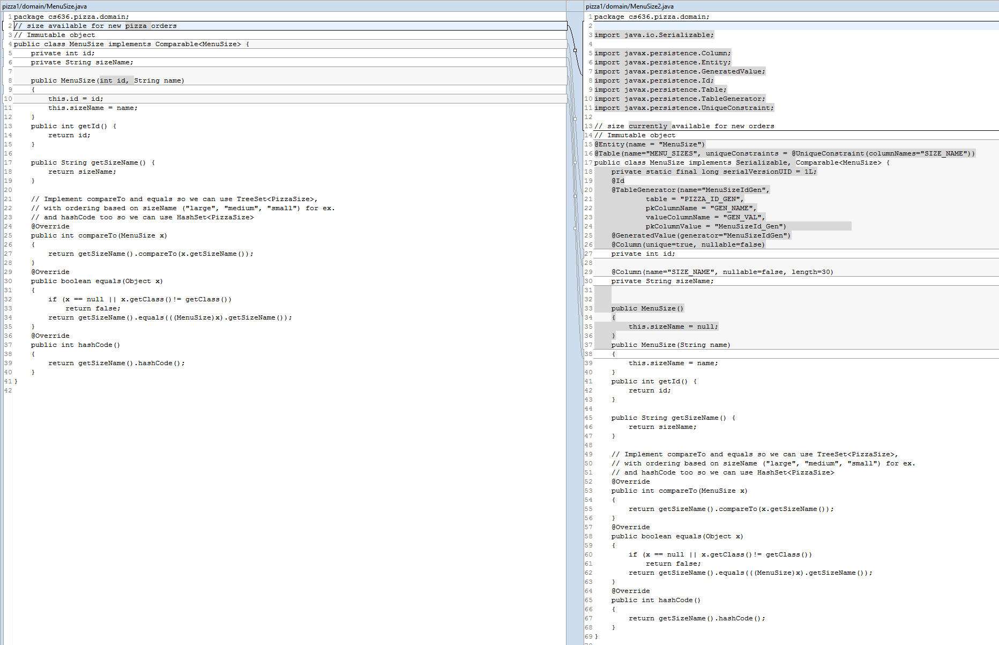 pizza1/domain/MenuSize.java
1 package cs636.pizza.domain;
2 // size available for new pizza orders
3 // Immutable object
4 public class MenuSize implements Comparable<MenuSize> {
5     private int id;
6     private String sizeName;
7
8     public MenuSize(int id, String name)
9     {
10         this.id = id;
11         this.sizeName = name;
12     }
13     public int getId() {
14         return id;
15     }
16
17     public String getSizeName() {
18         return sizeName;
19     }
20
21     // Implement compareTo and equals so we can use TreeSet<PizzaSize>,
22     // with ordering based on sizeName ("large", "medium", "small") for ex.
23     // and hashCode too so we can use HashSet<PizzaSize>
24     @Override
25     public int compareTo(MenuSize x)
26     {
27         return getSizeName().compareTo(x.getSizeName());
28     }
29     @Override
30     public boolean equals(Object x)
31     {
32         if (x == null || x.getClass()!= getClass())
33             return false;
34         return getSizeName().equals(((MenuSize)x).getSizeName());
35     }
36     @Override
37     public int hashCode()
38     {
39         return getSizeName().hashCode();
40     }
41 }
42
pizza1/domain/MenuSize2.java
1 package cs636.pizza.domain;
2
3 import java.io.Serializable;
4
5 import javax.persistence.Column;
6 import javax.persistence.Entity;
7 import javax.persistence.GeneratedValue;
8 import javax.persistence.Id;
9 import javax.persistence.Table;
10 import javax.persistence.TableGenerator;
11 import javax.persistence.UniqueConstraint;
12
13 // size currently available for new orders
14 // Immutable object
15 @Entity(name = "MenuSize")
16 @Table(name="MENU_SIZES", uniqueConstraints = @UniqueConstraint(columnNames="SIZE_NAME"))
17 public class MenuSize implements Serializable, Comparable<MenuSize> {
18     private static final long serialVersionUID = 1L;
19     @Id
20     @TableGenerator(name="MenuSizeIdGen",
21             table = "PIZZA_ID_GEN",
22             pkColumnName = "GEN_NAME",
23             valueColumnName = "GEN_VAL",
24             pkColumnValue = "MenuSizeId_Gen")
25     @GeneratedValue(generator="MenuSizeIdGen")
26     @Column(unique=true, nullable=false)
27     private int id;
28
29     @Column(name="SIZE_NAME", nullable=false, length=30)
30     private String sizeName;
31
32
33     public MenuSize()
34     {
35         this.sizeName = null;
36     }
37     public MenuSize(String name)
38     {
39         this.sizeName = name;
40     }
41     public int getId() {
42         return id;
43     }
44
45     public String getSizeName() {
46         return sizeName;
47     }
48
49     // Implement compareTo and equals so we can use TreeSet<PizzaSize>,
50     // with ordering based on sizeName ("large", "medium", "small") for ex.
51     // and hashCode too so we can use HashSet<PizzaSize>
52     @Override
53     public int compareTo(MenuSize x)
54     {
55         return getSizeName().compareTo(x.getSizeName());
56     }
57     @Override
58     public boolean equals(Object x)
59     {
60         if (x == null || x.getClass()!= getClass())
61             return false;
62         return getSizeName().equals(((MenuSize)x).getSizeName());
63     }
64     @Override
65     public int hashCode()
66     {
67         return getSizeName().hashCode();
68     }
69 }